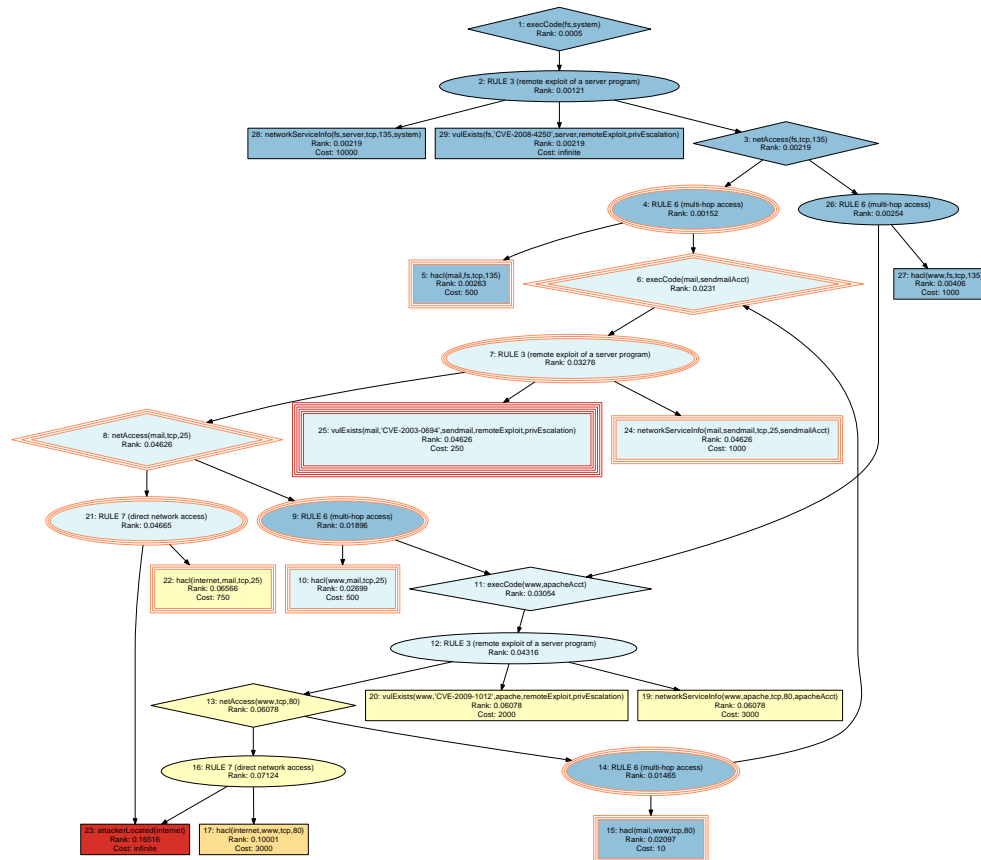 1: execCode(fs,system)
Rank: 0.0005
2: RULE 3 (remote exploit of a server program)
Rank: 0.00121
28: networkServiceInfo(fs,server,tcp,135,system)
Rank: 0.00219
Cost: 10000
29: vulExists(fs,'CVE-2008-4250',server,remoteExploit,privEscalation)
Rank: 0.00219
Cost: infinite
3: netAccess(fs,tcp,135)
Rank: 0.00219
4: RULE 6 (multi-hop access)
Rank: 0.00152
26: RULE 6 (multi-hop access)
Rank: 0.00254
5: hacl(mail,fs,tcp,135)
Rank: 0.00263
Cost: 500
6: execCode(mail,sendmailAcct)
Rank: 0.0231
27: hacl(www,fs,tcp,135)
Rank: 0.00406
Cost: 1000
7: RULE 3 (remote exploit of a server program)
Rank: 0.03276
8: netAccess(mail,tcp,25)
Rank: 0.04626
25: vulExists(mail,'CVE-2003-0694',sendmail,remoteExploit,privEscalation)
Rank: 0.04626
Cost: 250
24: networkServiceInfo(mail,sendmail,tcp,25,sendmailAcct)
Rank: 0.04626
Cost: 1000
21: RULE 7 (direct network access)
Rank: 0.04665
9: RULE 6 (multi-hop access)
Rank: 0.01896
22: hacl(internet,mail,tcp,25)
Rank: 0.06566
Cost: 750
10: hacl(www,mail,tcp,25)
Rank: 0.02699
Cost: 500
11: execCode(www,apacheAcct)
Rank: 0.03054
12: RULE 3 (remote exploit of a server program)
Rank: 0.04316
13: netAccess(www,tcp,80)
Rank: 0.06078
20: vulExists(www,'CVE-2009-1012',apache,remoteExploit,privEscalation)
Rank: 0.06078
Cost: 2000
19: networkServiceInfo(www,apache,tcp,80,apacheAcct)
Rank: 0.06078
Cost: 3000
16: RULE 7 (direct network access)
Rank: 0.07124
14: RULE 6 (multi-hop access)
Rank: 0.01465
23: attackerLocated(internet)
Rank: 0.16516
Cost: infinite
17: hacl(internet,www,tcp,80)
Rank: 0.10001
Cost: 3000
15: hacl(mail,www,tcp,80)
Rank: 0.02097
Cost: 10